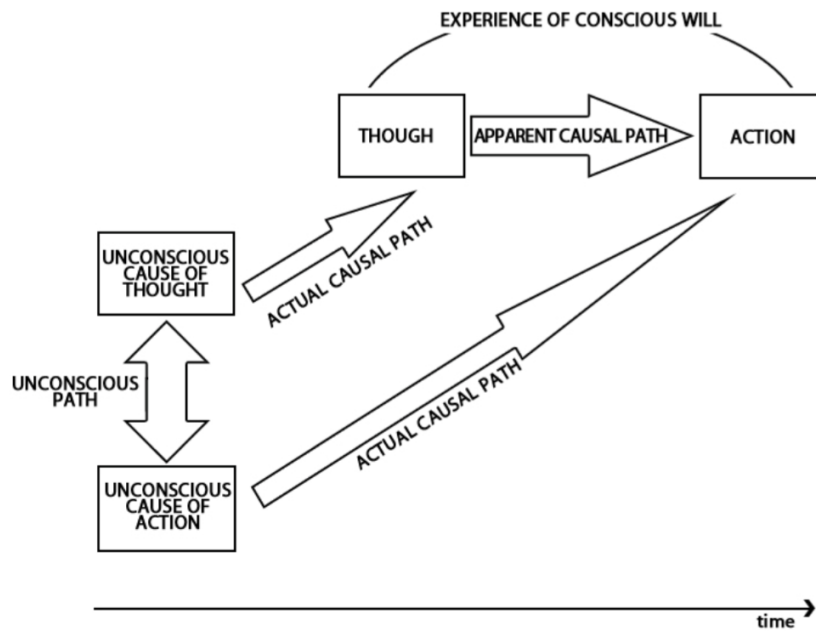 EXPERIENCE OF CONSCIOUS WILL
THOUGH
APPARENT CAUSAL PATH
ACTION
UNCONSCIOUS
CAUSE OF
THOUGHT
ACTUAL CAUSAL PATH
UNCONSCIOUS
PATH
ACTUAL CAUSAL PATH
UNCONSCIOUS
CAUSE OF
ACTION
time